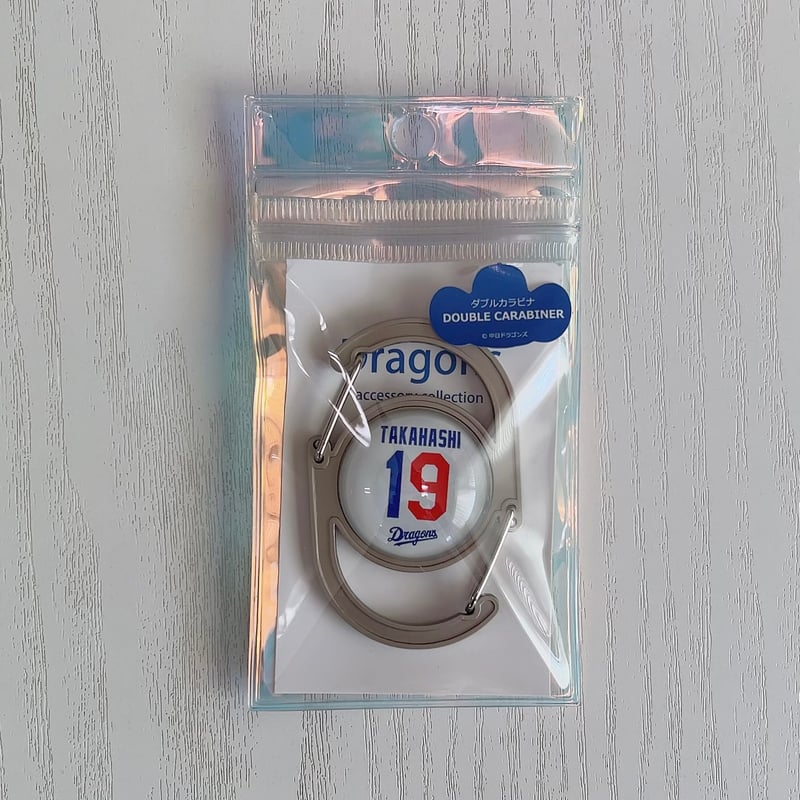 ダブルカラビナ
DOUBLE CARABINER
© 中日ドラゴンズ
Dragons
accessory collection
TAKAHASHI
19
Dragons